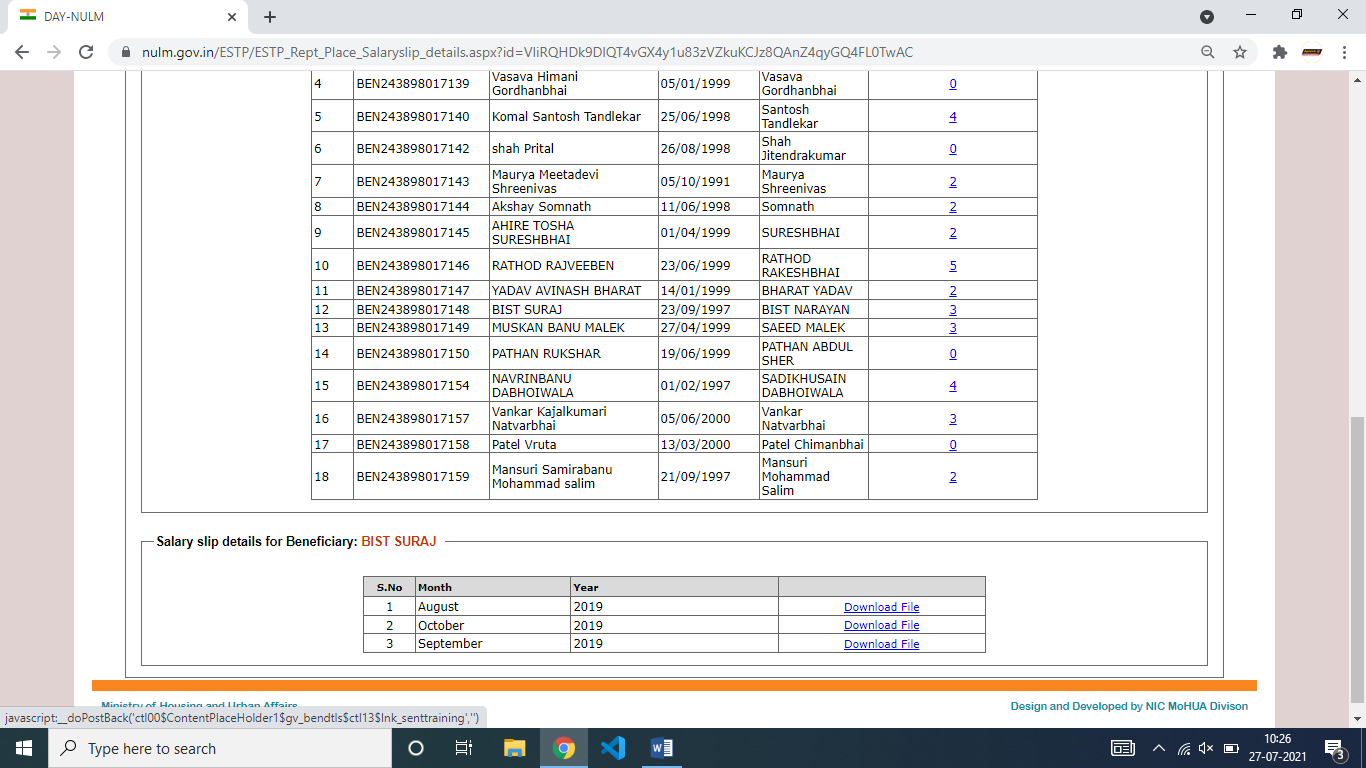 DAY-NULM
nulm.gov.in/ESTP/ESTP_Rept_Place_Salaryslip_details.aspx?id=VIiRQHDk9DlQT4vGX4y1u83zVZkuKCJz8QAnZ4qyGQ4FL0TwAC
4 BEN243898017139 Vasava Himani Gordhanbhai 05/01/1999 Vasava Gordhanbhai 0
5 BEN243898017140 Komal Santosh Tandlekar 25/06/1998 Santosh Tandlekar 4
6 BEN243898017142 shah Prital 26/08/1998 Shah Jitendrakumar 0
7 BEN243898017143 Maurya Meetadevi Shreenivas 05/10/1991 Maurya Shreenivas 2
8 BEN243898017144 Akshay Somnath 11/06/1998 Somnath 2
9 BEN243898017145 AHIRE TOSHA SURESHBHAI 01/04/1999 SURESHBHAI 2
10 BEN243898017146 RATHOD RAJVEEBEN 23/06/1999 RATHOD RAKESHBHAI 5
11 BEN243898017147 YADAV AVINASH BHARAT 14/01/1999 BHARAT YADAV 2
12 BEN243898017148 BIST SURAJ 23/09/1997 BIST NARAYAN 3
13 BEN243898017149 MUSKAN BANU MALEK 27/04/1999 SAEED MALEK 3
14 BEN243898017150 PATHAN RUKSHAR 19/06/1999 PATHAN ABDUL SHER 0
15 BEN243898017154 NAVRINBANU DABHOIWALA 01/02/1997 SADIKHUSAIN DABHOIWALA 4
16 BEN243898017157 Vankar Kajalkumari Natvarbhai 05/06/2000 Vankar Natvarbhai 3
17 BEN243898017158 Patel Vruta 13/03/2000 Patel Chimanbhai 0
18 BEN243898017159 Mansuri Samirabanu Mohammad salim 21/09/1997 Mansuri Mohammad Salim 2
Salary slip details for Beneficiary: BIST SURAJ
S.No Month Year
1 August 2019 Download File
2 October 2019 Download File
3 September 2019 Download File
Ministry of Housing and Urban Affairs
Design and Developed by NIC MoHUA Divison
javascript:__doPostBack('ctl00$ContentPlaceHolder1$gv_bendtls$ctl13$lnk_senttraining','')
Type here to search
10:26
27-07-2021
3